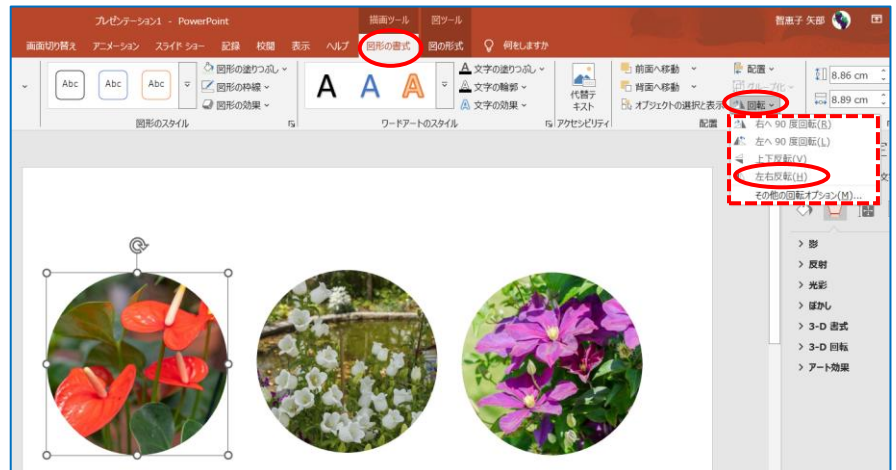 プレゼンテーション1 - PowerPoint
描画ツール 図ツール
智恵子 矢部
画面切り替え アニメーション スライド ショー 記録 校閲 表示 ヘルプ 図形の書式 図の形式 何をしますか
Abc Abc Abc
図形の塗りつぶし
図形の枠線
図形の効果
図形のスタイル
A A A
文字の塗りつぶし
文字の輪郭
文字の効果
ワードアートのスタイル
代替テ
キスト
アクセシビリティ
前面へ移動
背面へ移動
オブジェクトの選択と表示
配置
グループ化
回転
配置
8.86 cm
8.89 cm
右へ 90 度回転(R)
左へ 90 度回転(L)
上下反転(V)
左右反転(H)
その他の回転オプション(M)...
影
反射
光彩
ぼかし
3-D 書式
3-D 回転
アート効果